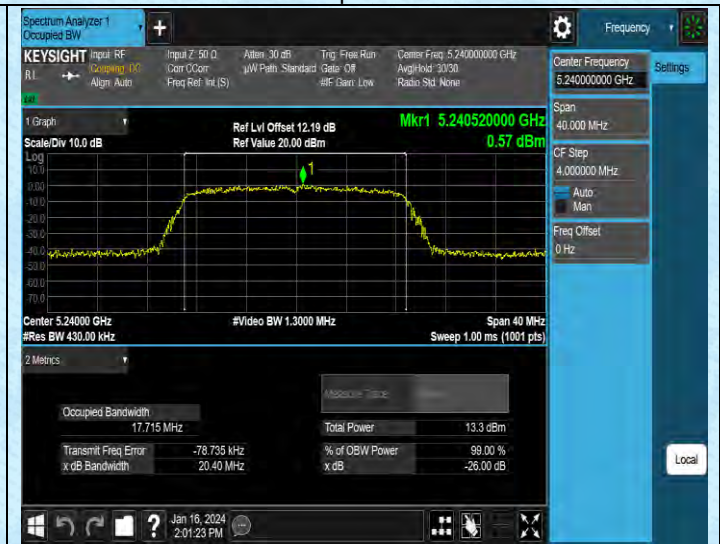 Spectrum Analyzer 1
Occupied BW
Frequency
KEYSIGHT
Input: RF
Coupling: DC
Align: Auto
Input Z: 50 Ω
Corr CCorr
Freq Ref: Int (S)
Atten: 30 dB
µW Path: Standard
Trig: Free Run
Gate: Off
#IF Gain: Low
Center Freq: 5.240000000 GHz
Avg|Hold: 30/30
Radio Std: None
Center Frequency
5.240000000 GHz
Settings
Span
40.000 MHz
CF Step
4.000000 MHz
Auto
Man
Freq Offset
0 Hz
1 Graph
Scale/Div 10.0 dB
Ref Lvl Offset 12.19 dB
Ref Value 20.00 dBm
Mkr1 5.240520000 GHz
0.57 dBm
Log
10.0
0.00
-10.0
-20.0
-30.0
-40.0
-50.0
-60.0
-70.0
1
Center 5.24000 GHz
#Video BW 1.3000 MHz
Span 40 MHz
#Res BW 430.00 kHz
Sweep 1.00 ms (1001 pts)
2 Metrics
Measure Trace
Occupied Bandwidth
17.715 MHz
Total Power
13.3 dBm
Transmit Freq Error
-78.735 kHz
% of OBW Power
99.00 %
x dB Bandwidth
20.40 MHz
x dB
-26.00 dB
Local
Jan 16, 2024
2:01:23 PM